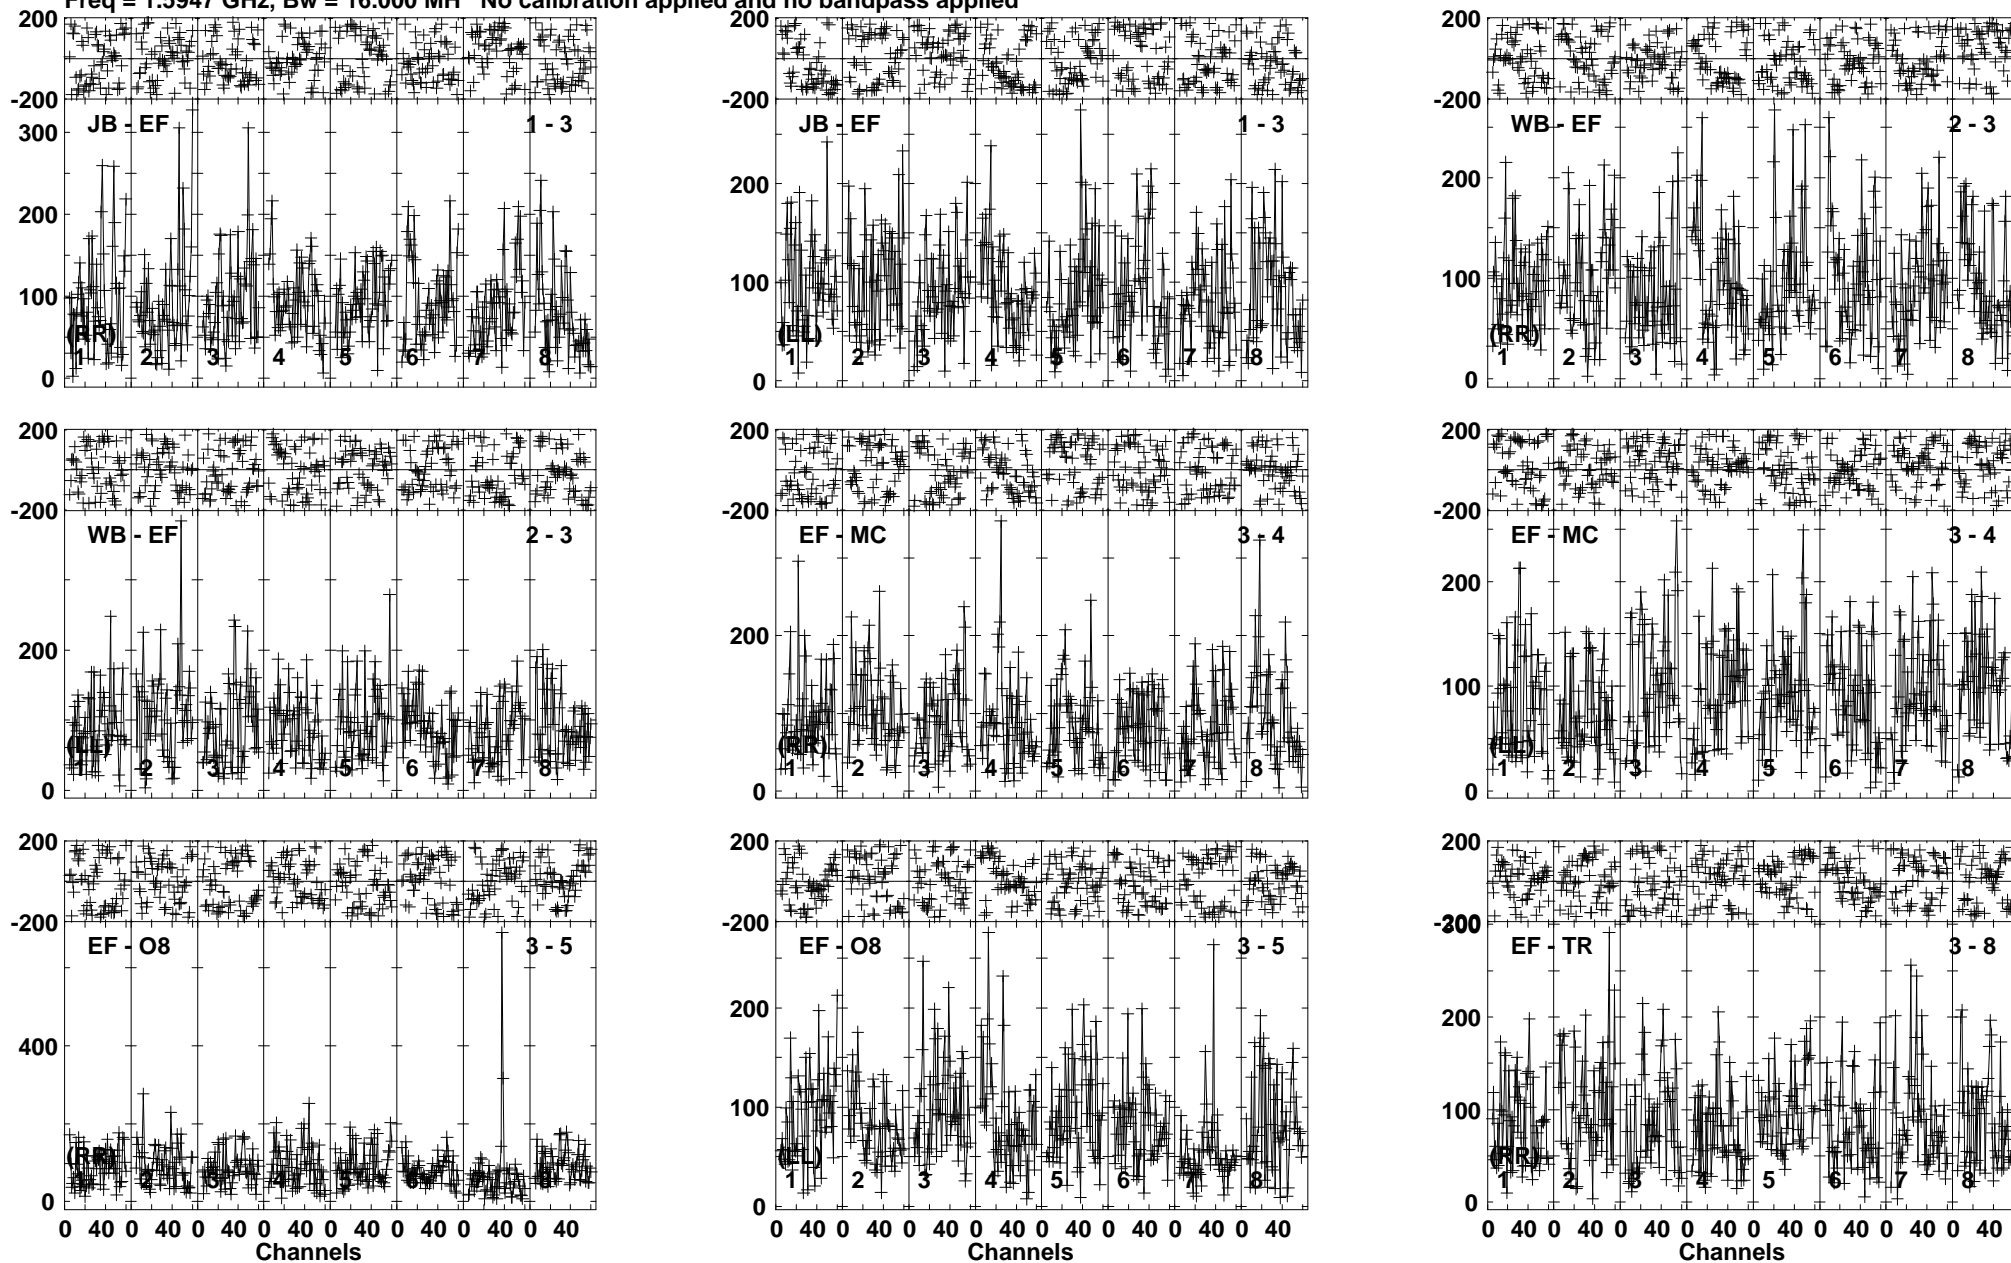 Freq = 1.5947 GHz, Bw = 16.000 MH No calibration applied and no bandpass applied
200 200 200
-200 -200 -200
JB - EF 1 - 3 JB - EF 1 - 3 WB - EF 2 - 3
300
200 200 200
100 100 100
(RR) (LL) (RR)
1 2 3 4 5 6 7 8 1 2 3 4 5 6 7 8 1 2 3 4 5 6 7 8
0 0 0
200 200 200
-200 -200 -200
WB - EF 2 - 3 EF - MC 3 - 4 EF - MC 3 - 4
200 200 200
100
(LL) (RR) (LL)
1 2 3 4 5 6 7 8 1 2 3 4 5 6 7 8 1 2 3 4 5 6 7 8
0 0 0
200 200 200
-200 -200 -200
300
EF - O8 3 - 5 EF - O8 3 - 5 EF - TR 3 - 8
400 200 200
100 100
(RR) (LL) (RR)
1 2 3 4 5 6 7 8 1 2 3 4 5 6 7 8 1 2 3 4 5 6 7 8
0 0 0
0 40 0 40 0 40 0 40 0 40 0 40 0 40 0 40 0 40 0 40 0 40 0 40 0 40 0 40 0 40 0 40 0 40 0 40 0 40 0 40 0 40 0 40 0 40 0 40
Channels Channels Channels